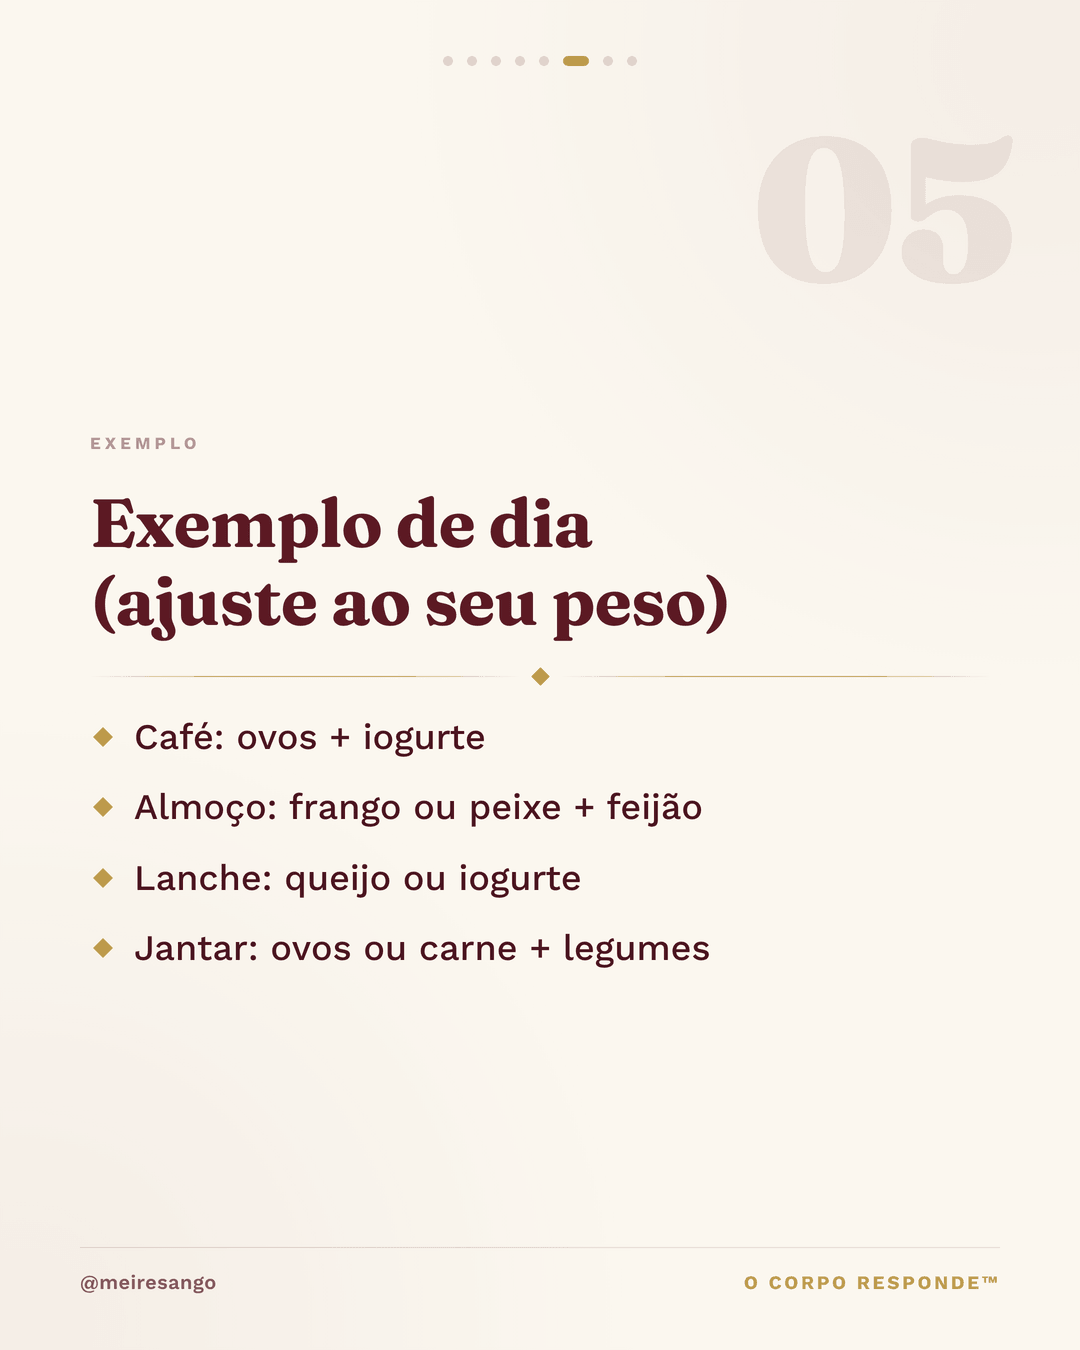 05
EXEMPLO
Exemplo de dia
(ajuste ao seu peso)
Café: ovos + iogurte
Almoço: frango ou peixe + feijão
Lanche: queijo ou iogurte
Jantar: ovos ou carne + legumes
@meiresango
O CORPO RESPONDE™